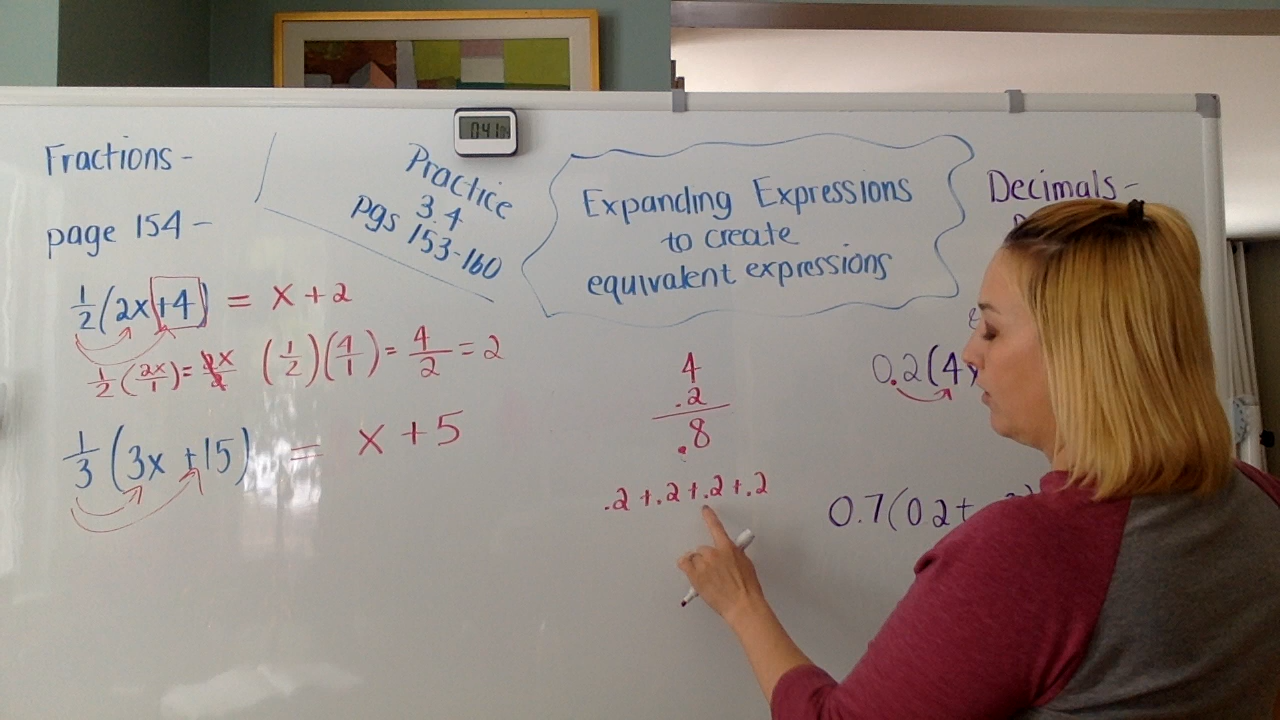 Fractions -
page 154 -
1/2 (2x +4) = x + 2
1/2 (2x/1) = 2x/2 (1/2)(4/1) = 4/2 = 2
1/3 (3x +15) = x + 5
Practice
3.4
pgs 153-160
041
Expanding Expressions
to create
equivalent expressions
4
.2
.8
.2 +.2 +.2 +.2
Decimals -
0.2(4
0.7(0.2+